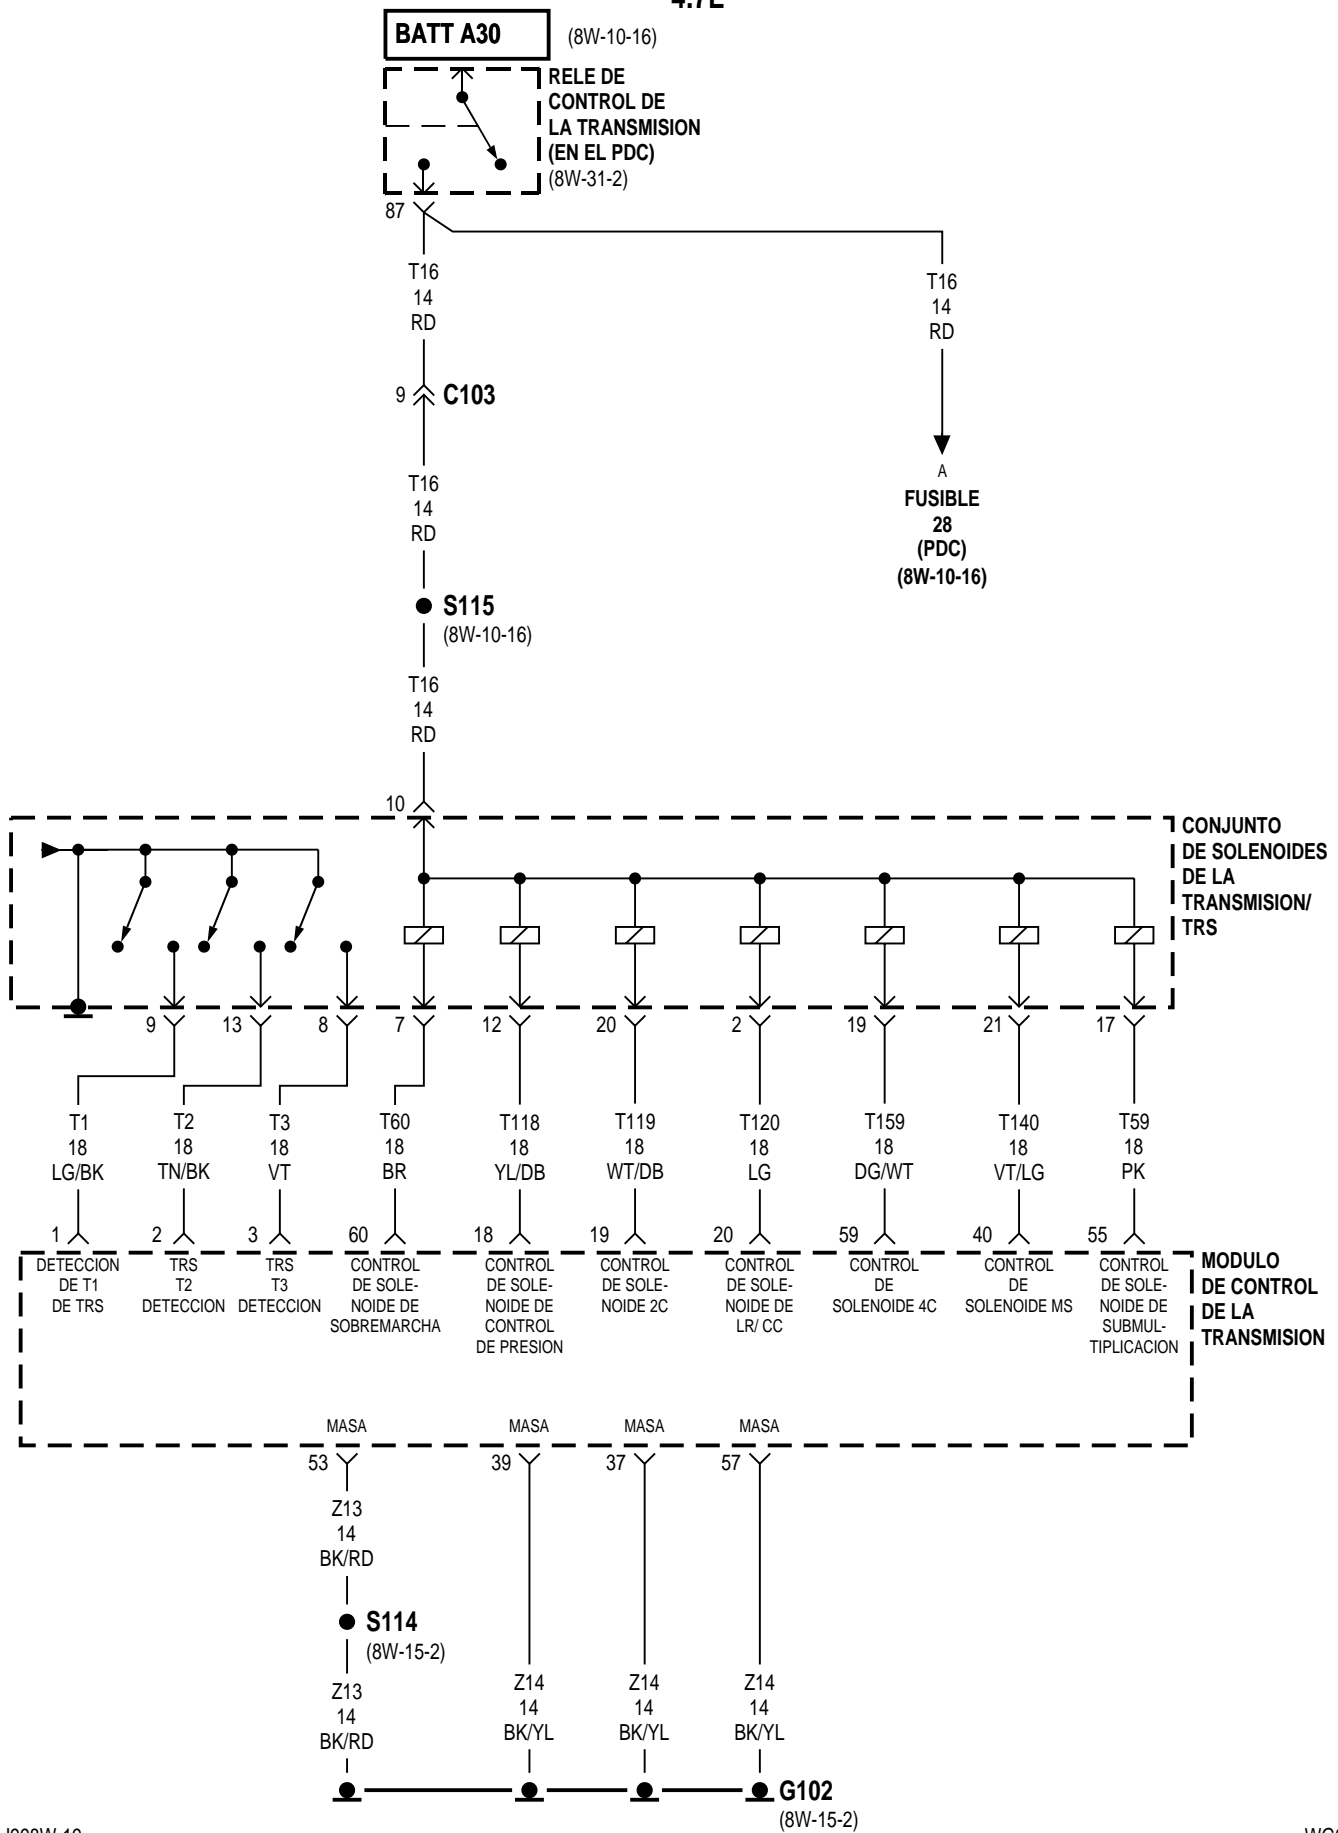 4.7L
BATT A30
(8W-10-16)
RELE DE
CONTROL DE
LA TRANSMISION
(EN EL PDC)
(8W-31-2)
87
T16
14
RD
T16
14
RD
9
C103
A
FUSIBLE
28
(PDC)
(8W-10-16)
T16
14
RD
S115
(8W-10-16)
T16
14
RD
10
CONJUNTO
DE SOLENOIDES
DE LA
TRANSMISION/
TRS
9 13 8 7 12 20 2 19 21 17
T1 T2 T3 T60 T118 T119 T120 T159 T140 T59
18 18 18 18 18 18 18 18 18 18
LG/BK TN/BK VT BR YL/DB WT/DB LG DG/WT VT/LG PK
1 2 3 60 18 19 20 59 40 55
DETECCION
DE T1
DE TRS
TRS
T2
DETECCION
TRS
T3
DETECCION
CONTROL
DE SOLE-
NOIDE DE
SOBREMARCHA
CONTROL
DE SOLE-
NOIDE DE
CONTROL
DE PRESION
CONTROL
DE SOLE-
NOIDE 2C
CONTROL
DE SOLE-
NOIDE DE
LR/ CC
CONTROL
DE
SOLENOIDE 4C
CONTROL
DE
SOLENOIDE MS
CONTROL
DE SOLE-
NOIDE DE
SUBMUL-
TIPLICACION
MODULO
DE CONTROL
DE LA
TRANSMISION
MASA MASA MASA MASA
53 39 37 57
Z13
14
BK/RD
S114
(8W-15-2)
Z13 Z14 Z14 Z14
14 14 14 14
BK/RD BK/YL BK/YL BK/YL
G102
(8W-15-2)